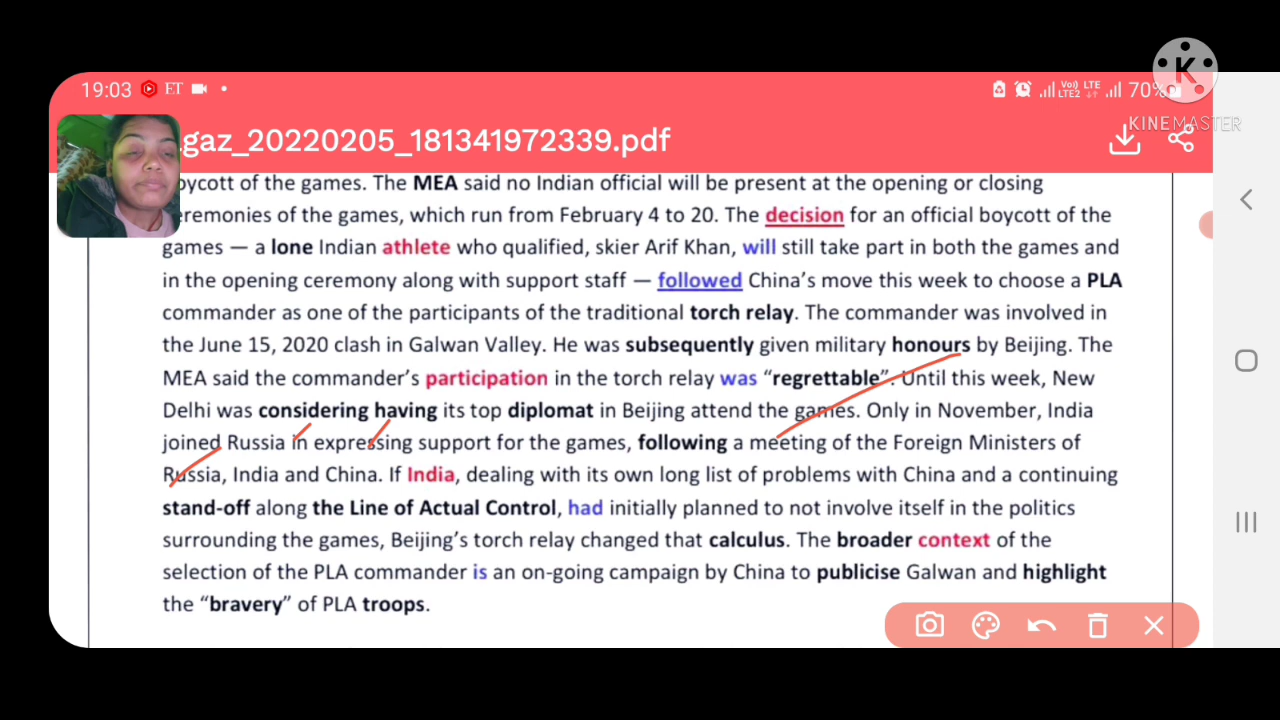 19:03 ET LTE2 LTE 70%
KINEMASTER
gaz_20220205_181341972339.pdf
of the games. The MEA said no Indian official will be present at the opening or closing
of the games, which run from February 4 to 20. The decision for an official boycott of the
games — a lone Indian athlete who qualified, skier Arif Khan, will still take part in both the games and
in the opening ceremony along with support staff — followed China's move this week to choose a PLA
commander as one of the participants of the traditional torch relay. The commander was involved in
the June 15, 2020 clash in Galwan Valley. He was subsequently given military honours by Beijing. The
MEA said the commander's participation in the torch relay was “regrettable”. Until this week, New
Delhi was considering having its top diplomat in Beijing attend the games. Only in November, India
joined Russia in expressing support for the games, following a meeting of the Foreign Ministers of
Russia, India and China. If India, dealing with its own long list of problems with China and a continuing
stand-off along the Line of Actual Control, had initially planned to not involve itself in the politics
surrounding the games, Beijing's torch relay changed that calculus. The broader context of the
selection of the PLA commander is an on-going campaign by China to publicise Galwan and highlight
the “bravery” of PLA troops.